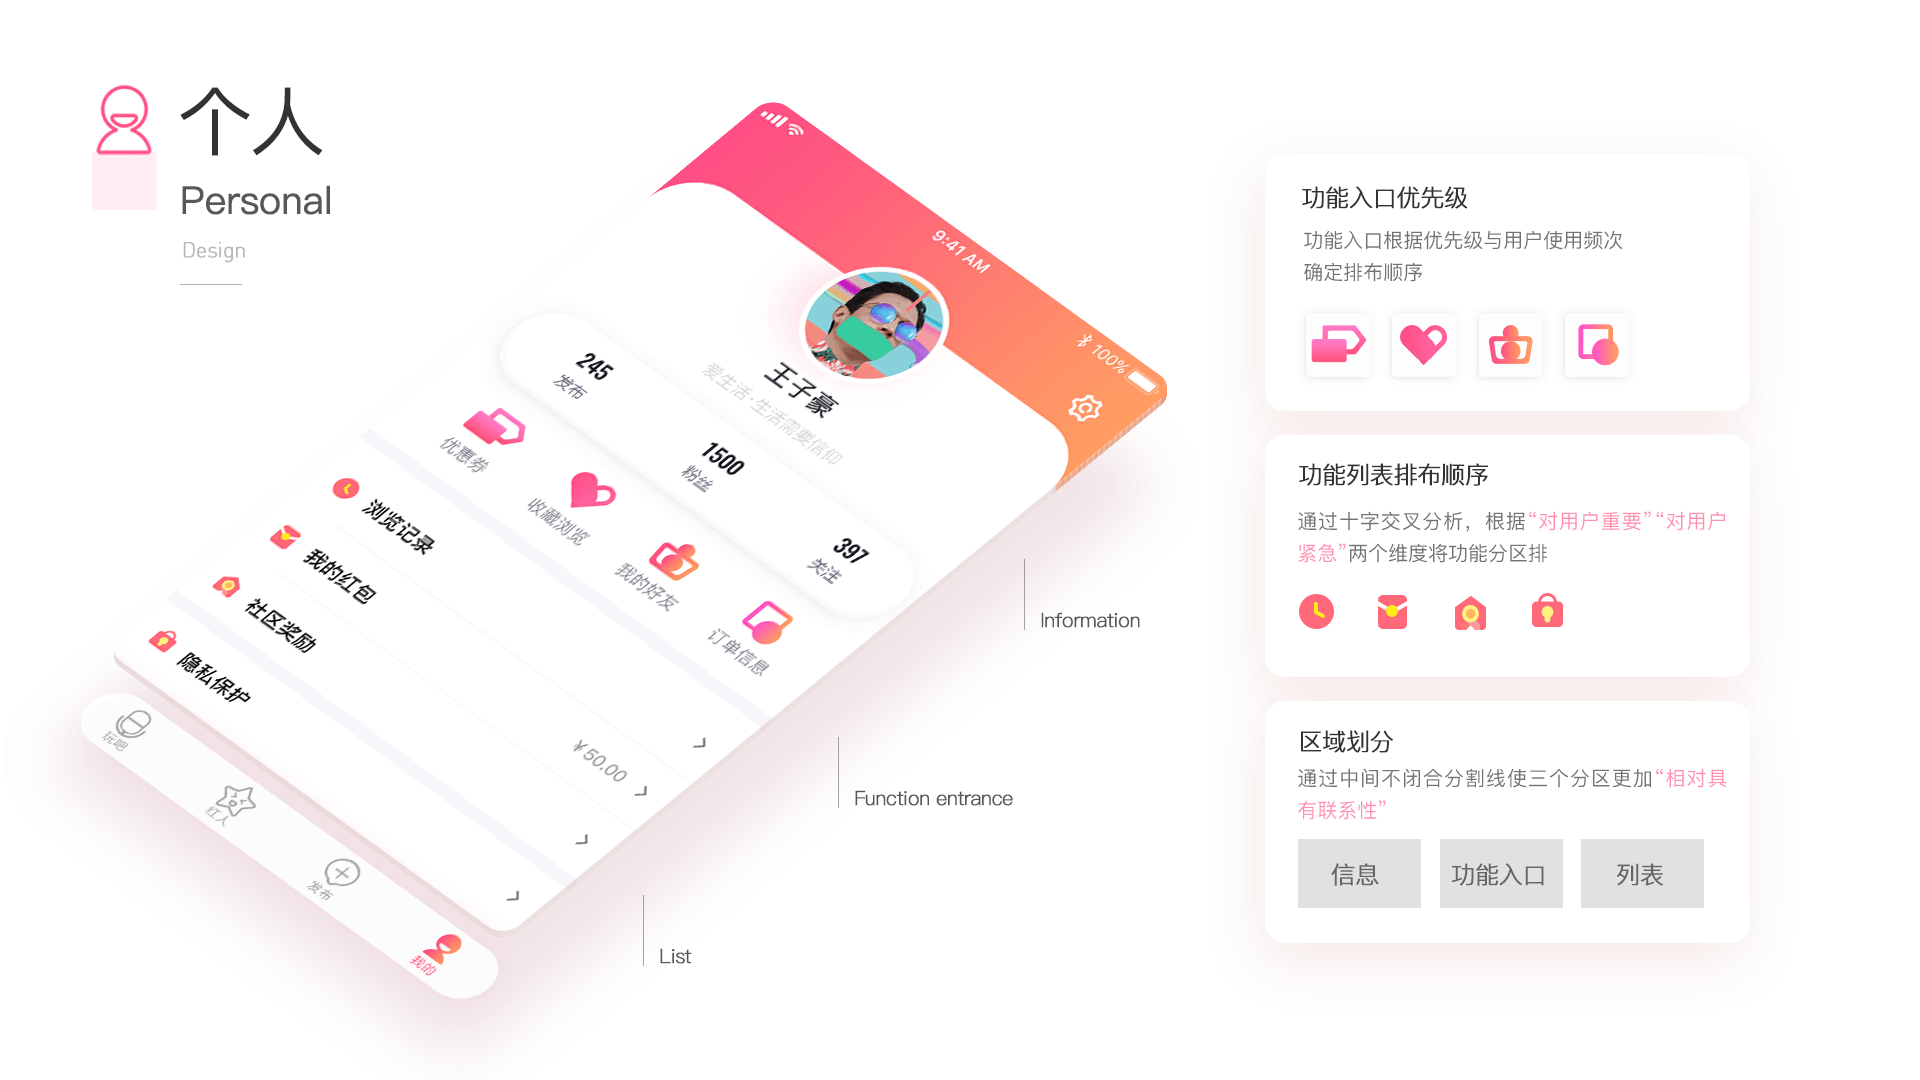 个人
Personal
Design
9:41 AM
100%
王子豪
爱生活·生活需要信仰
245
发布
1500
粉丝
397
关注
优惠券
收藏浏览
我的好友
订单信息
浏览记录
我的红包
¥50.00
社区奖励
隐私保护
玩吧
红人
发布
我的
Information
Function entrance
List
功能入口优先级
功能入口根据优先级与用户使用频次
确定排布顺序
功能列表排布顺序
通过十字交叉分析，根据“对用户重要”“对用户
紧急”两个维度将功能分区排
区域划分
通过中间不闭合分割线使三个分区更加“相对具
有联系性”
信息
功能入口
列表